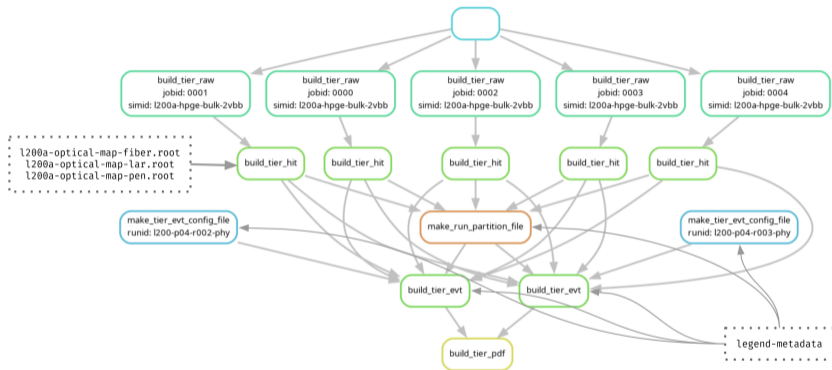 build_tier_raw
jobid: 0001
simid: l200a-hpge-bulk-2vbb
build_tier_raw
jobid: 0000
simid: l200a-hpge-bulk-2vbb
build_tier_raw
jobid: 0002
simid: l200a-hpge-bulk-2vbb
build_tier_raw
jobid: 0003
simid: l200a-hpge-bulk-2vbb
build_tier_raw
jobid: 0004
simid: l200a-hpge-bulk-2vbb
l200a-optical-map-fiber.root
l200a-optical-map-lar.root
l200a-optical-map-pen.root
build_tier_hit
build_tier_hit
build_tier_hit
build_tier_hit
build_tier_hit
make_tier_evt_config_file
runid: l200-p04-r002-phy
make_run_partition_file
make_tier_evt_config_file
runid: l200-p04-r003-phy
build_tier_evt
build_tier_evt
legend-metadata
build_tier_pdf